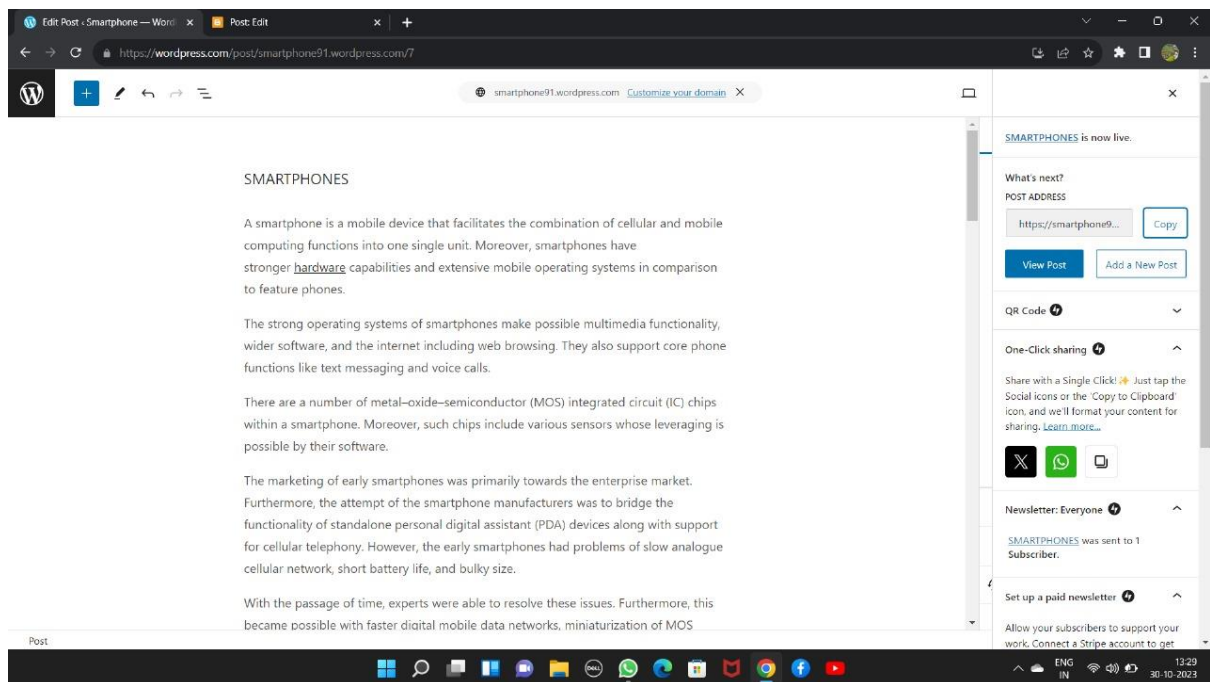 Edit Post ‹ Smartphone — Word
Post: Edit
https://wordpress.com/post/smartphone91.wordpress.com/7
smartphone91.wordpress.com Customize your domain
SMARTPHONES
A smartphone is a mobile device that facilitates the combination of cellular and mobile
computing functions into one single unit. Moreover, smartphones have
stronger hardware capabilities and extensive mobile operating systems in comparison
to feature phones.
The strong operating systems of smartphones make possible multimedia functionality,
wider software, and the internet including web browsing. They also support core phone
functions like text messaging and voice calls.
There are a number of metal–oxide–semiconductor (MOS) integrated circuit (IC) chips
within a smartphone. Moreover, such chips include various sensors whose leveraging is
possible by their software.
The marketing of early smartphones was primarily towards the enterprise market.
Furthermore, the attempt of the smartphone manufacturers was to bridge the
functionality of standalone personal digital assistant (PDA) devices along with support
for cellular telephony. However, the early smartphones had problems of slow analogue
cellular network, short battery life, and bulky size.
With the passage of time, experts were able to resolve these issues. Furthermore, this
became possible with faster digital mobile data networks, miniaturization of MOS
SMARTPHONES is now live.
What's next?
POST ADDRESS
https://smartphone9...
Copy
View Post
Add a New Post
QR Code
One-Click sharing
Share with a Single Click!✨ Just tap the
Social icons or the 'Copy to Clipboard'
icon, and we'll format your content for
sharing. Learn more...
Newsletter: Everyone
SMARTPHONES was sent to 1
Subscriber.
Set up a paid newsletter
Allow your subscribers to support your
work. Connect a Stripe account to get
Post
DELL
ENG
IN
13:29
30-10-2023